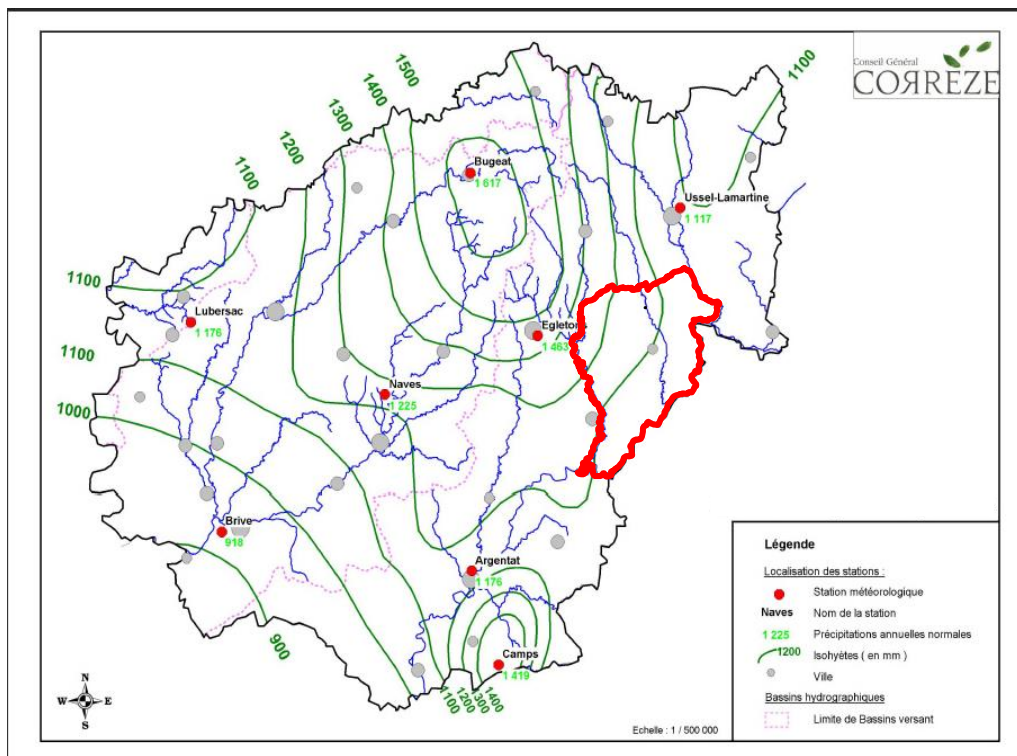 Conseil Général
CORRÈZE
1500
1400
1300
1200
1100
1100
Bugeat
1 617
Ussel-Lamartine
1 117
1100
Lubersac
1 176
Egletons
1 463
1100
Naves
1 225
1000
Brive
918
Argentat
1 176
900
Camps
1 419
1100
1200
1300
1400
N
W
E
S
Echelle : 1 / 500 000
Légende
Localisation des stations :
Station météorologique
Naves
Nom de la station
1 225
Précipitations annuelles normales
1200
Isohyètes ( en mm )
Ville
Bassins hydrographiques
Limite de Bassins versant